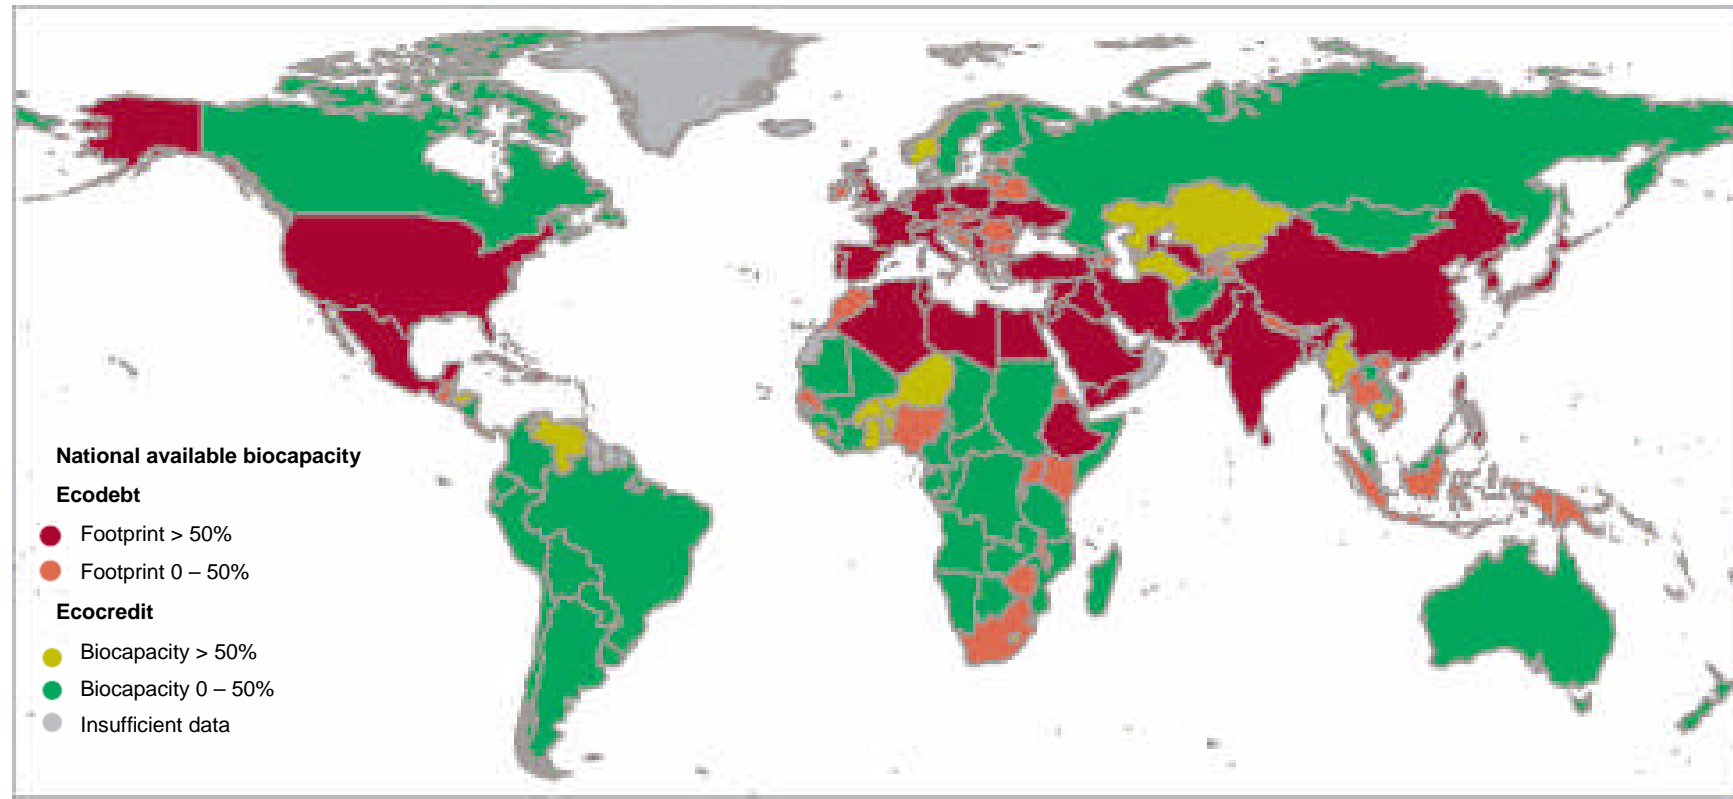 National available biocapacity
Ecodebt
Footprint > 50%
Footprint 0 – 50%
Ecocredit
Biocapacity > 50%
Biocapacity 0 – 50%
Insufficient data